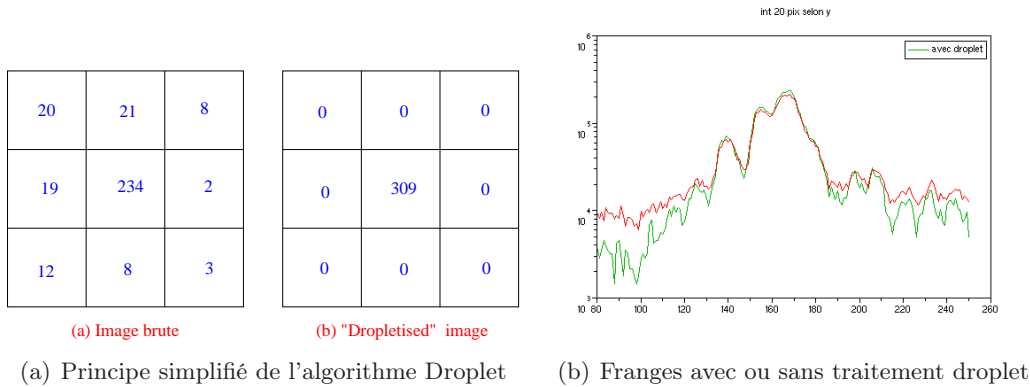 20 21 8
19 234 2
12 8 3
(a) Image brute
0 0 0
0 309 0
0 0 0
(b) "Dropletised" image
(a) Principe simplifié de l'algorithme Droplet
int 20 pix selon y
avec droplet
10 6
10 5
10 4
10 3
80 100 120 140 160 180 200 220 240 260
(b) Franges avec ou sans traitement droplet